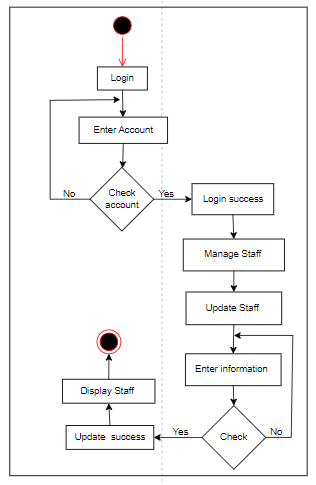 Login
Enter Account
No
Check
account
Yes
Login success
Manage Staff
Update Staff
Enter information
Display Staff
Update success
Yes
Check
No